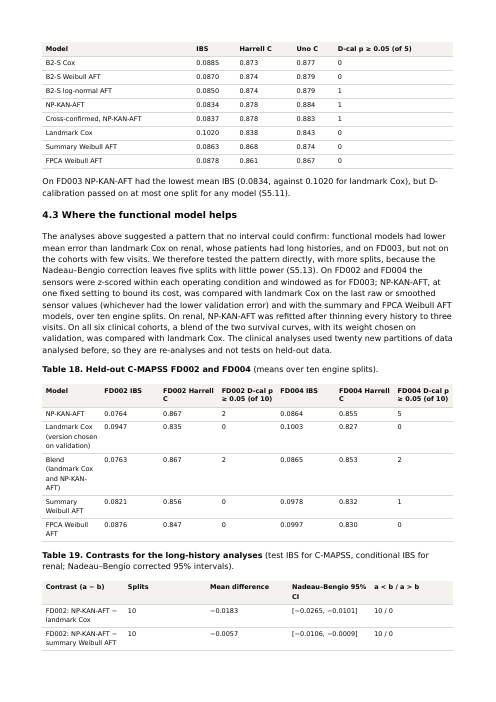 Model IBS Harrell C Uno C D-cal p ≥ 0.05 (of 5)
B2-S Cox 0.0885 0.873 0.877 0
B2-S Weibull AFT 0.0870 0.874 0.879 0
B2-S log-normal AFT 0.0850 0.874 0.879 1
NP-KAN-AFT 0.0834 0.878 0.884 1
Cross-confirmed, NP-KAN-AFT 0.0837 0.878 0.883 1
Landmark Cox 0.1020 0.838 0.843 0
Summary Weibull AFT 0.0863 0.868 0.874 0
FPCA Weibull AFT 0.0878 0.861 0.867 0
On FD003 NP-KAN-AFT had the lowest mean IBS (0.0834, against 0.1020 for landmark Cox), but D-
calibration passed on at most one split for any model (S5.11).
4.3 Where the functional model helps
The analyses above suggested a pattern that no interval could confirm: functional models had lower
mean error than landmark Cox on renal, whose patients had long histories, and on FD003, but not on
the cohorts with few visits. We therefore tested the pattern directly, with more splits, because the
Nadeau–Bengio correction leaves five splits with little power (S5.13). On FD002 and FD004 the
sensors were z-scored within each operating condition and windowed as for FD003; NP-KAN-AFT, at
one fixed setting to bound its cost, was compared with landmark Cox on the last raw or smoothed
sensor values (whichever had the lower validation error) and with the summary and FPCA Weibull AFT
models, over ten engine splits. On renal, NP-KAN-AFT was refitted after thinning every history to three
visits. On all six clinical cohorts, a blend of the two survival curves, with its weight chosen on
validation, was compared with landmark Cox. The clinical analyses used twenty new partitions of data
analysed before, so they are re-analyses and not tests on held-out data.
Table 18. Held-out C-MAPSS FD002 and FD004 (means over ten engine splits).
Model FD002 IBS FD002 Harrell C FD002 D-cal p ≥ 0.05 (of 10) FD004 IBS FD004 Harrell C FD004 D-cal p ≥ 0.05 (of 10)
NP-KAN-AFT 0.0764 0.867 2 0.0864 0.855 5
Landmark Cox (version chosen on validation) 0.0947 0.835 0 0.1003 0.827 0
Blend (landmark Cox and NP-KAN-AFT) 0.0763 0.867 2 0.0865 0.853 2
Summary Weibull AFT 0.0821 0.856 0 0.0978 0.832 1
FPCA Weibull AFT 0.0876 0.847 0 0.0997 0.830 0
Table 19. Contrasts for the long-history analyses (test IBS for C-MAPSS, conditional IBS for
renal; Nadeau–Bengio corrected 95% intervals).
Contrast (a − b) Splits Mean difference Nadeau–Bengio 95% CI a < b / a > b
FD002: NP-KAN-AFT − landmark Cox 10 −0.0183 [−0.0265, −0.0101] 10 / 0
FD002: NP-KAN-AFT − summary Weibull AFT 10 −0.0057 [−0.0106, −0.0009] 10 / 0